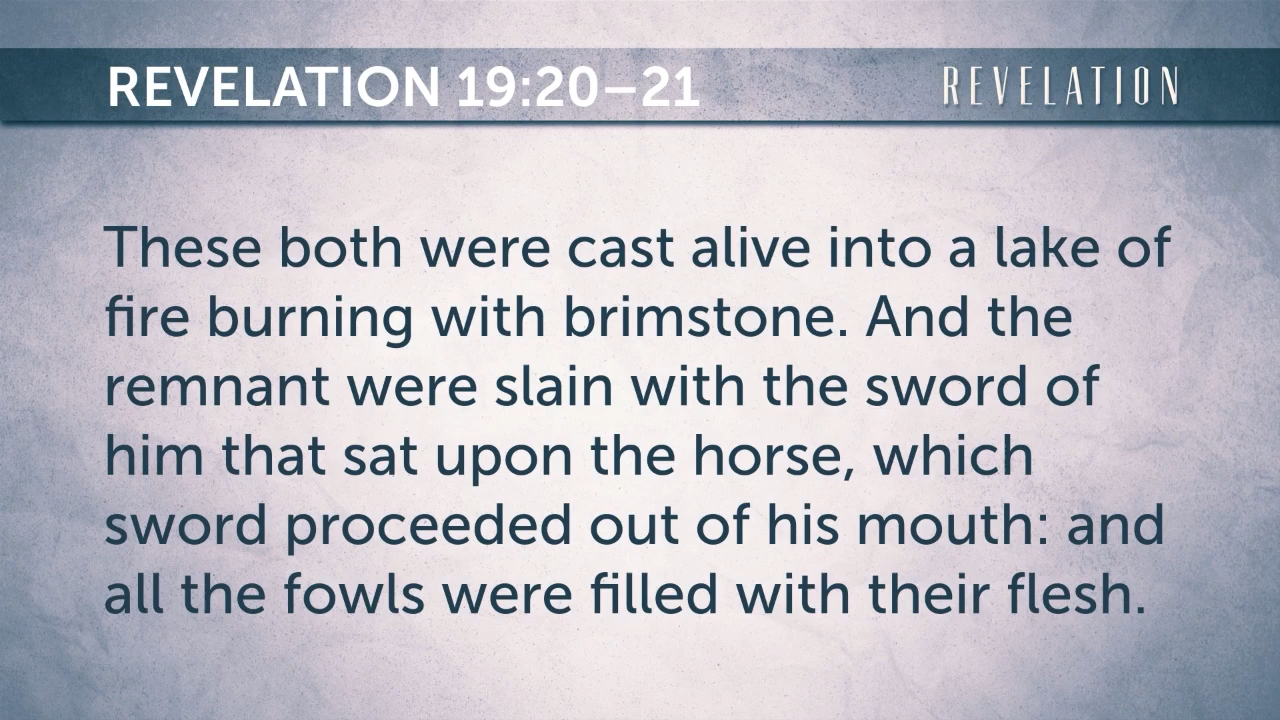 REVELATION 19:20–21
REVELATION
These both were cast alive into a lake of
fire burning with brimstone. And the
remnant were slain with the sword of
him that sat upon the horse, which
sword proceeded out of his mouth: and
all the fowls were filled with their flesh.